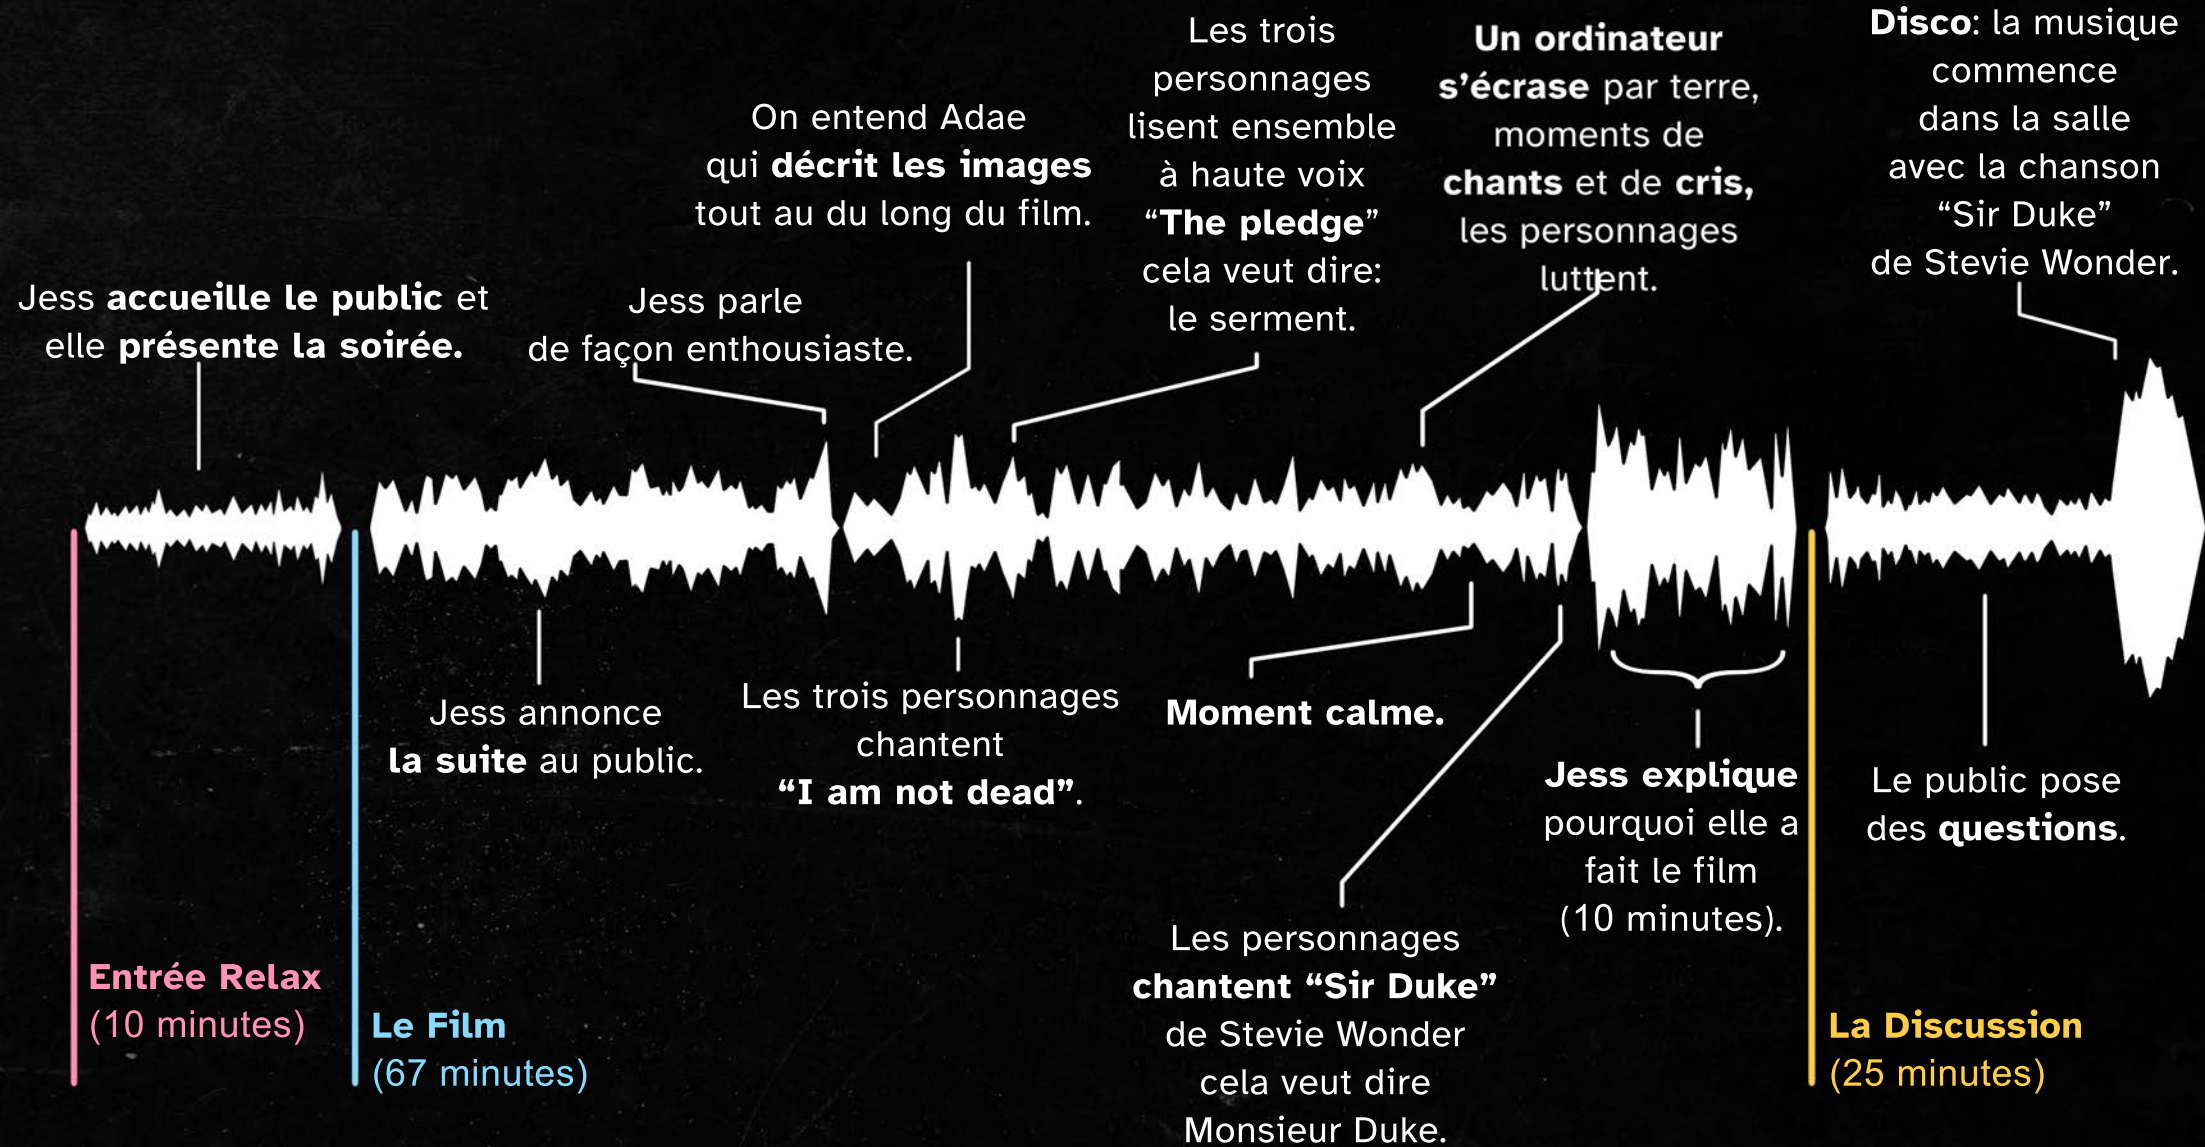 Jess accueille le public et
elle présente la soirée.
Jess parle
de façon enthousiaste.
On entend Adae
qui décrit les images
tout au du long du film.
Les trois
personnages
lisent ensemble
à haute voix
“The pledge”
cela veut dire:
le serment.
Un ordinateur
s’écrase par terre,
moments de
chants et de cris,
les personnages
luttent.
Disco: la musique
commence
dans la salle
avec la chanson
“Sir Duke”
de Stevie Wonder.
Jess annonce
la suite au public.
Les trois personnages
chantent
“I am not dead”.
Moment calme.
Les personnages
chantent “Sir Duke”
de Stevie Wonder
cela veut dire
Monsieur Duke.
Jess explique
pourquoi elle a
fait le film
(10 minutes).
Le public pose
des questions.
Entrée Relax
(10 minutes)
Le Film
(67 minutes)
La Discussion
(25 minutes)